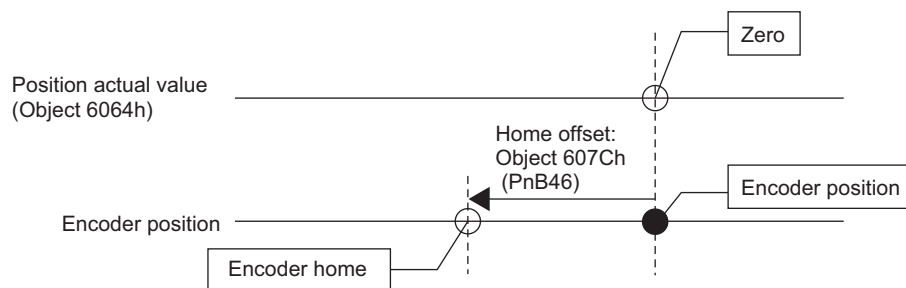 Zero
Position actual value
(Object 6064h)
Home offset:
Object 607Ch
(PnB46)
Encoder position
Encoder position
Encoder home